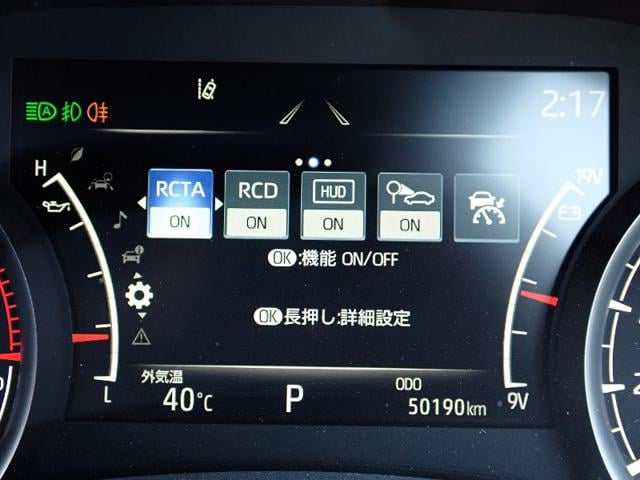 A
2:17
H
19V
RCTA
ON
RCD
ON
HUD
ON
ON
OK:機能 ON/OFF
OK長押し:詳細設定
L
9V
外気温
40℃
P
ODO
50190km